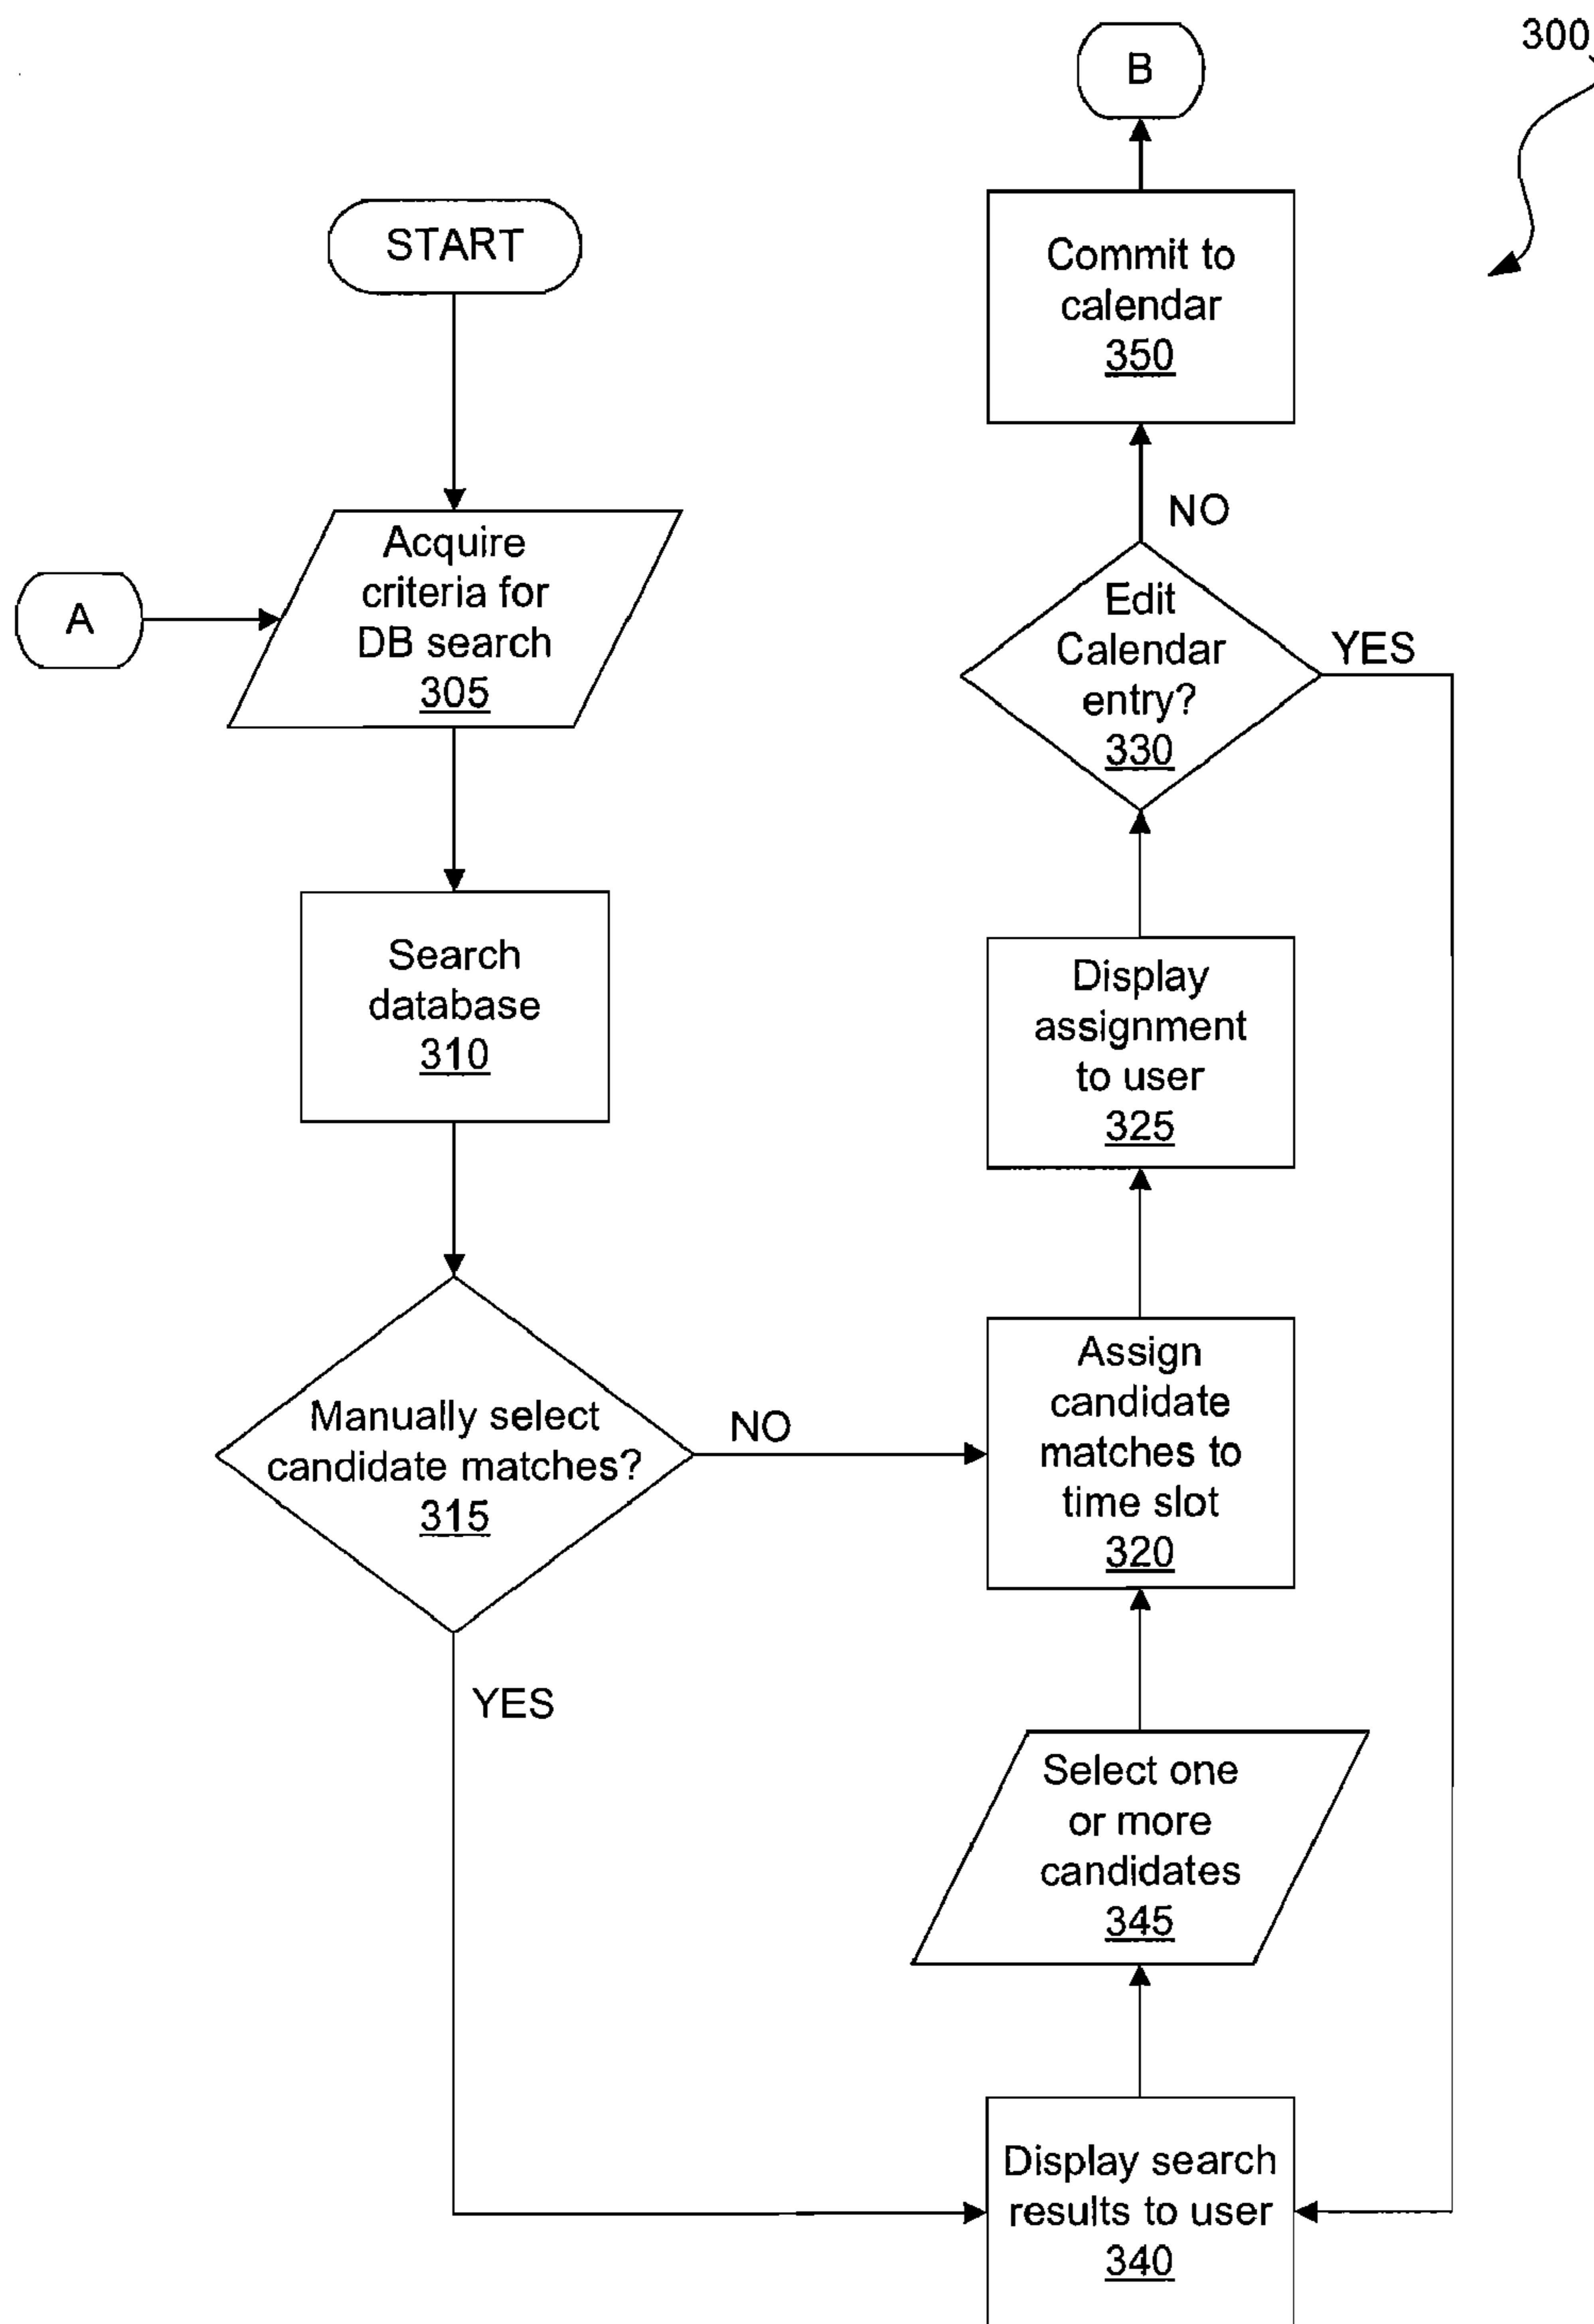 300
B
Commit to
calendar
350
START
NO
Acquire
criteria for
DB search
305
A
Edit
Calendar
entry?
330
YES
Search
database
310
Display
assignment
to user
325
Manually select
candidate matches?
315
NO
Assign
candidate
matches to
time slot
320
YES
Select one
or more
candidates
345
Display search
results to user
340